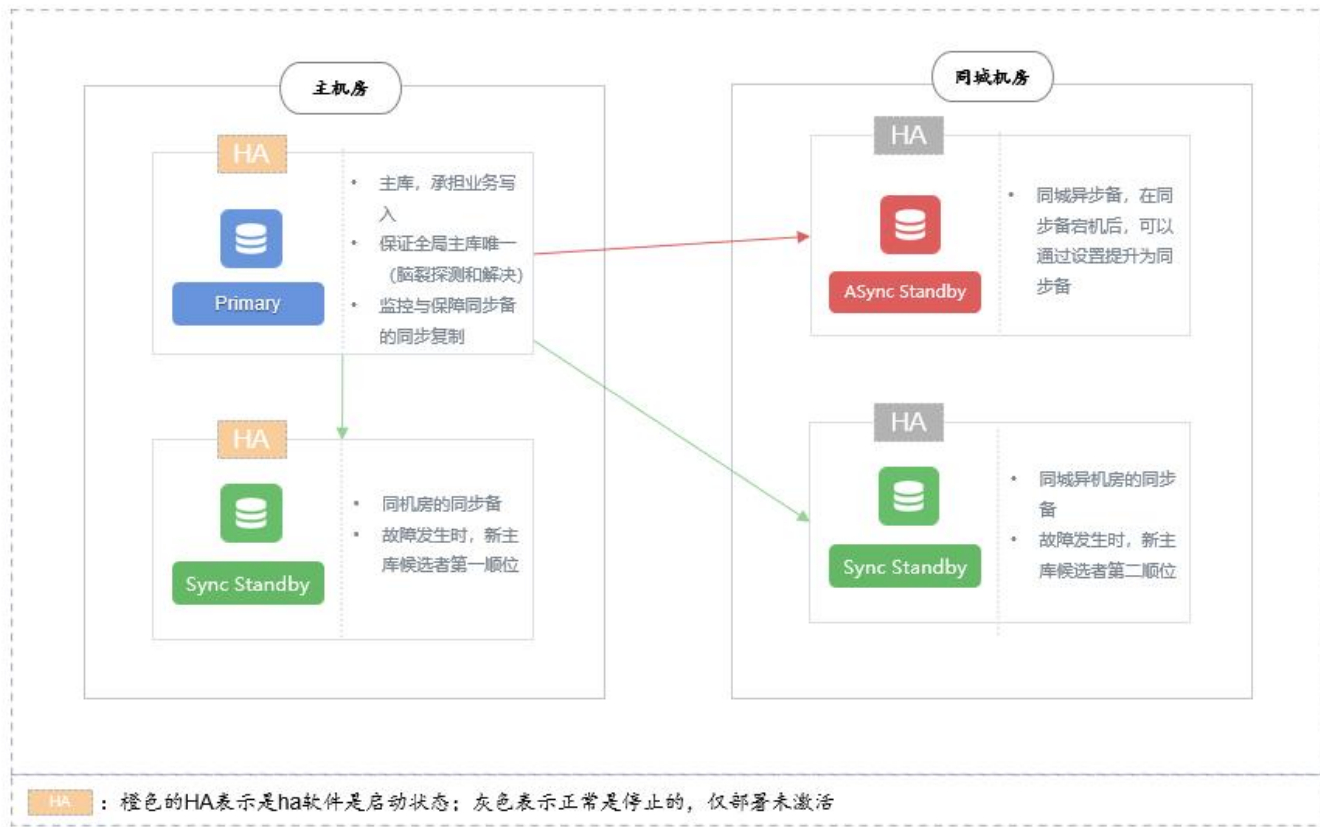 主机房
HA
Primary
• 主库，承担业务写
入
• 保证全局主库唯一
（脑裂探测和解决）
• 监控与保障同步备
的同步复制
HA
Sync Standby
• 同机房的同步备
• 故障发生时，新主
库候选者第一顺位
同城机房
HA
ASync Standby
• 同城异步备，在同
步备宕机后，可以
通过设置提升为同
步备
HA
Sync Standby
• 同城异机房的同步
备
• 故障发生时，新主
库候选者第二顺位
HA ：橙色的HA表示是ha软件是启动状态；灰色表示正常是停止的，仅部署未激活